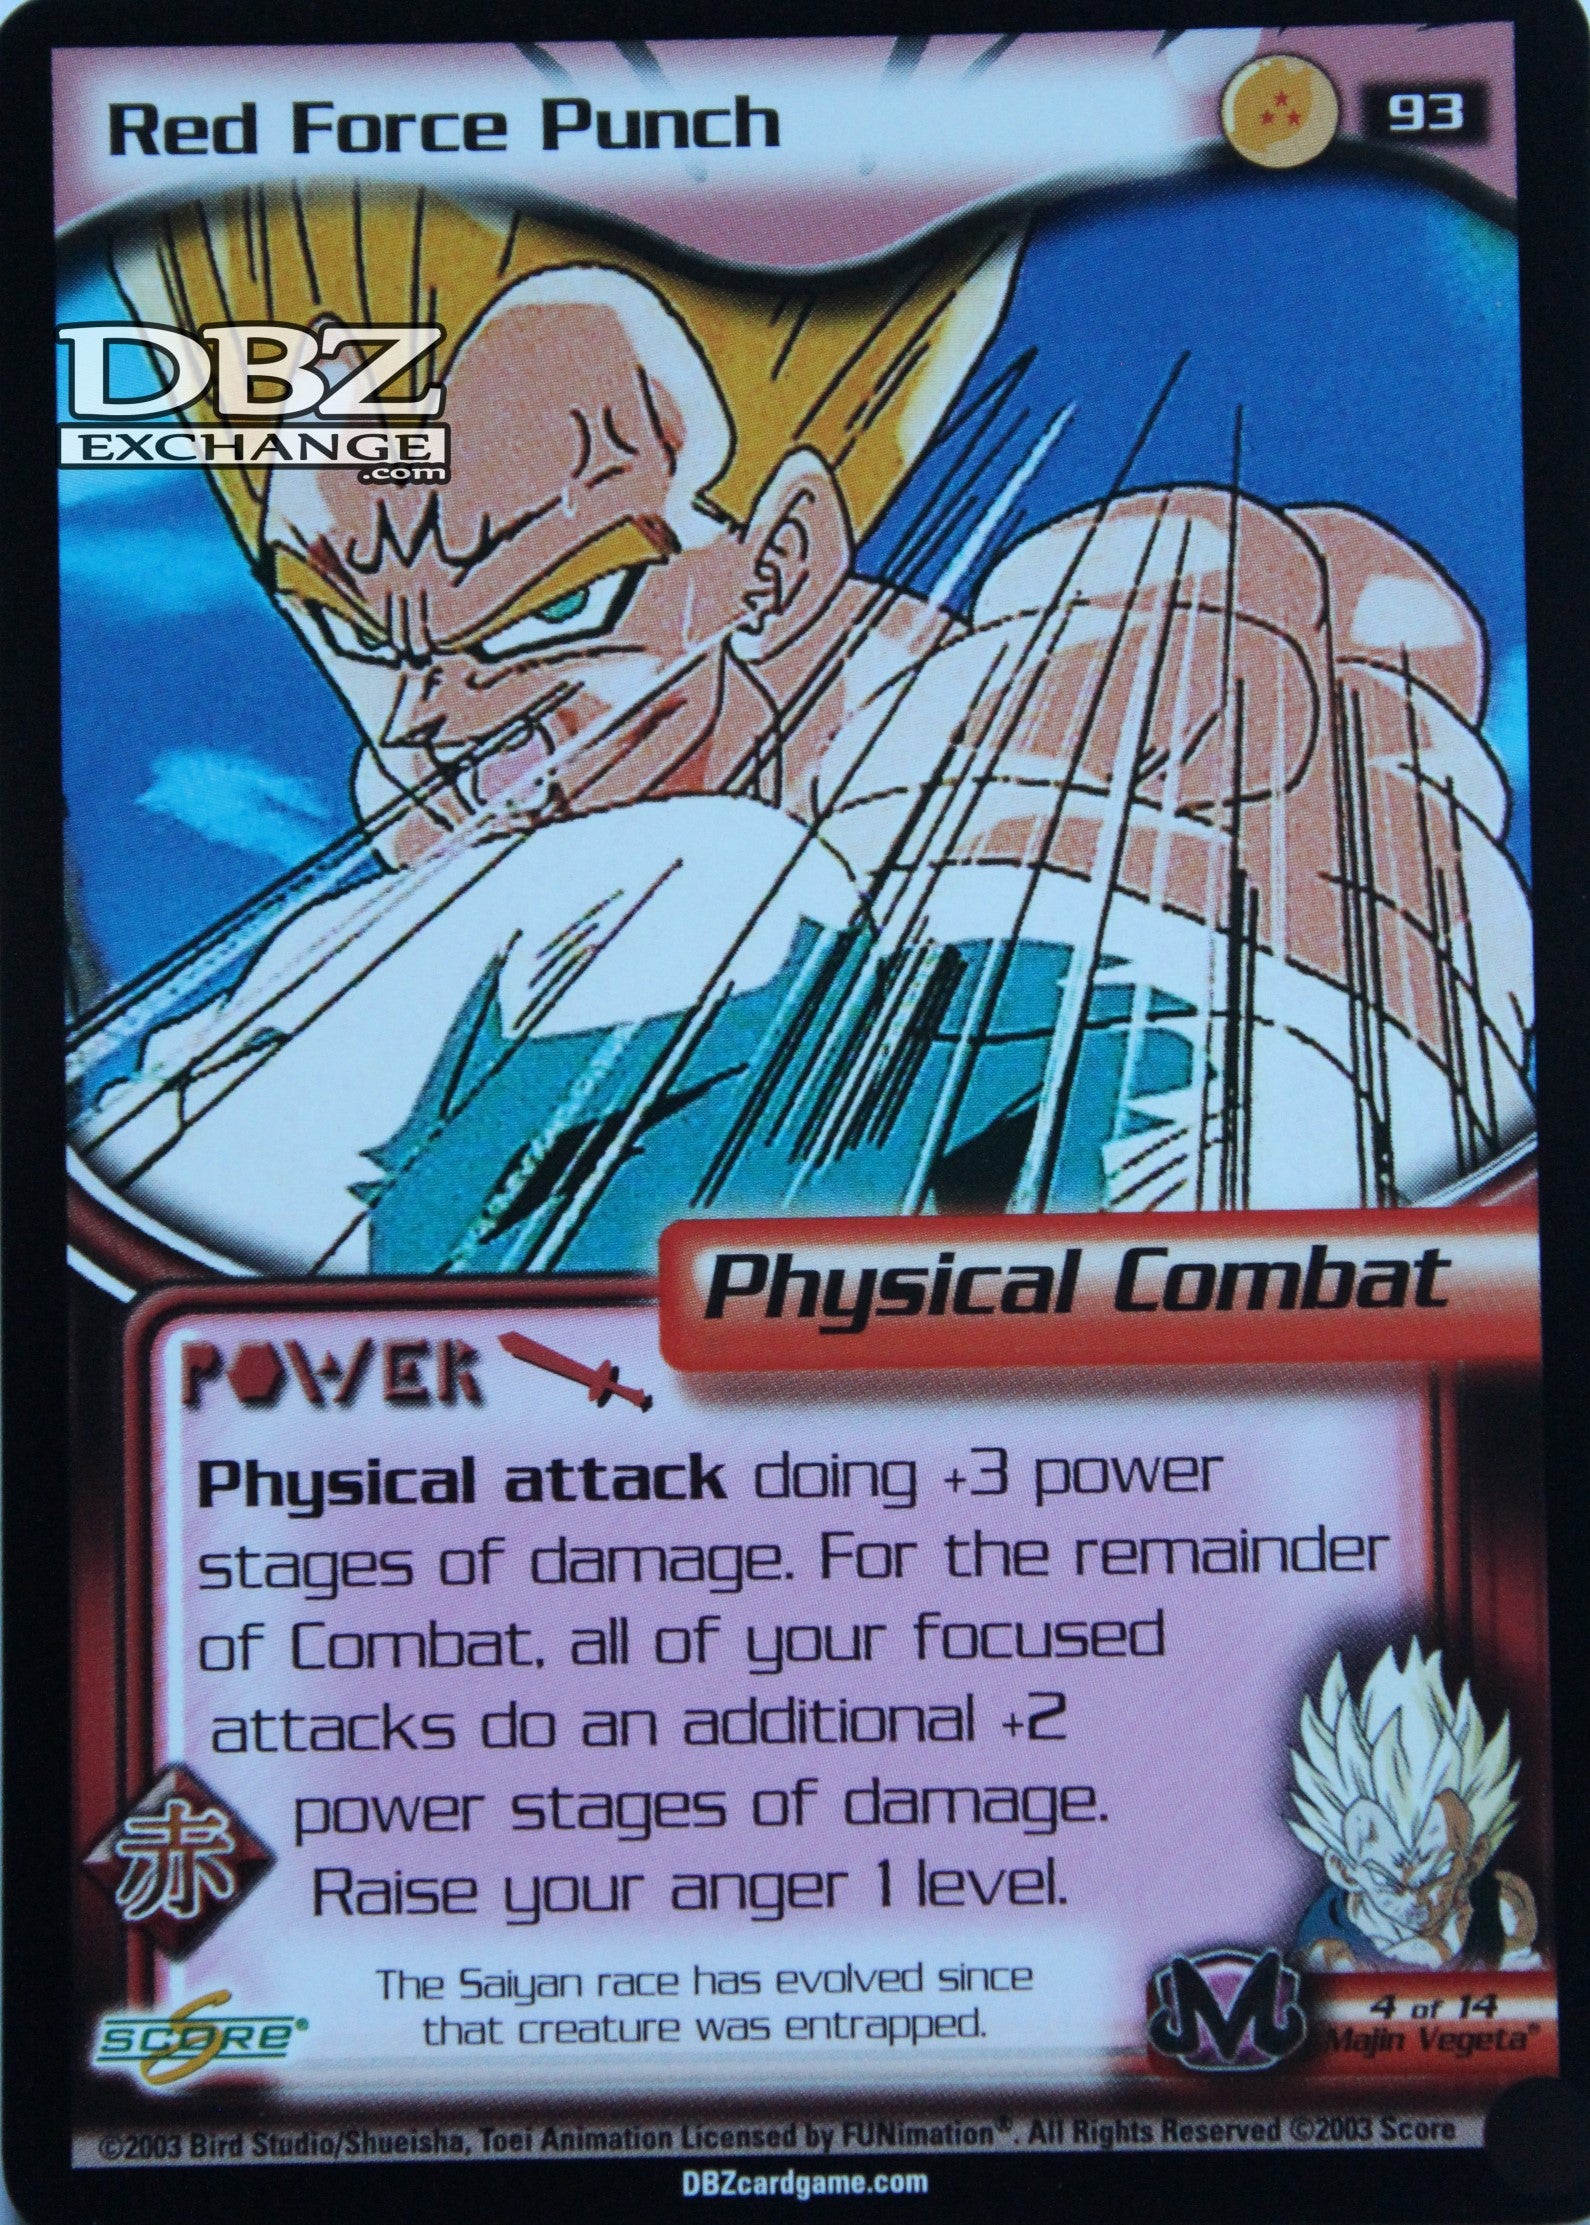 Red Force Punch
93
DBZ
EXCHANGE
.com
Physical Combat
POWER
Physical attack doing +3 power
stages of damage. For the remainder
of Combat, all of your focused
attacks do an additional +2
power stages of damage.
Raise your anger 1 level.
赤
The Saiyan race has evolved since
that creature was entrapped.
SCORE®
M
4 of 14
Majin Vegeta®
©2003 Bird Studio/Shueisha, Toei Animation Licensed by FUNimation®. All Rights Reserved ©2003 Score
DBZcardgame.com